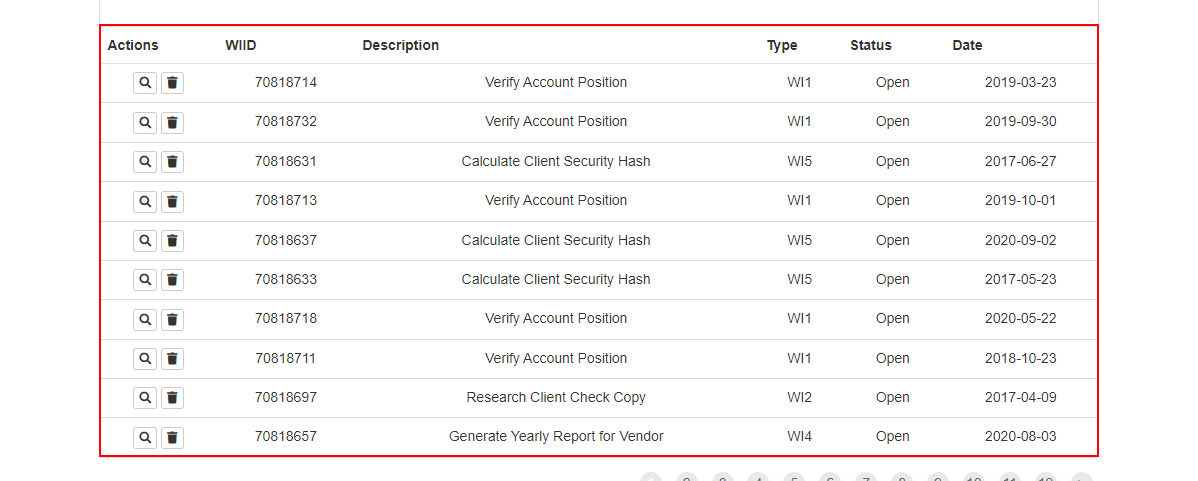 Actions WIID Description Type Status Date
70818714 Verify Account Position WI1 Open 2019-03-23
70818732 Verify Account Position WI1 Open 2019-09-30
70818631 Calculate Client Security Hash WI5 Open 2017-06-27
70818713 Verify Account Position WI1 Open 2019-10-01
70818637 Calculate Client Security Hash WI5 Open 2020-09-02
70818633 Calculate Client Security Hash WI5 Open 2017-05-23
70818718 Verify Account Position WI1 Open 2020-05-22
70818711 Verify Account Position WI1 Open 2018-10-23
70818697 Research Client Check Copy WI2 Open 2017-04-09
70818657 Generate Yearly Report for Vendor WI4 Open 2020-08-03